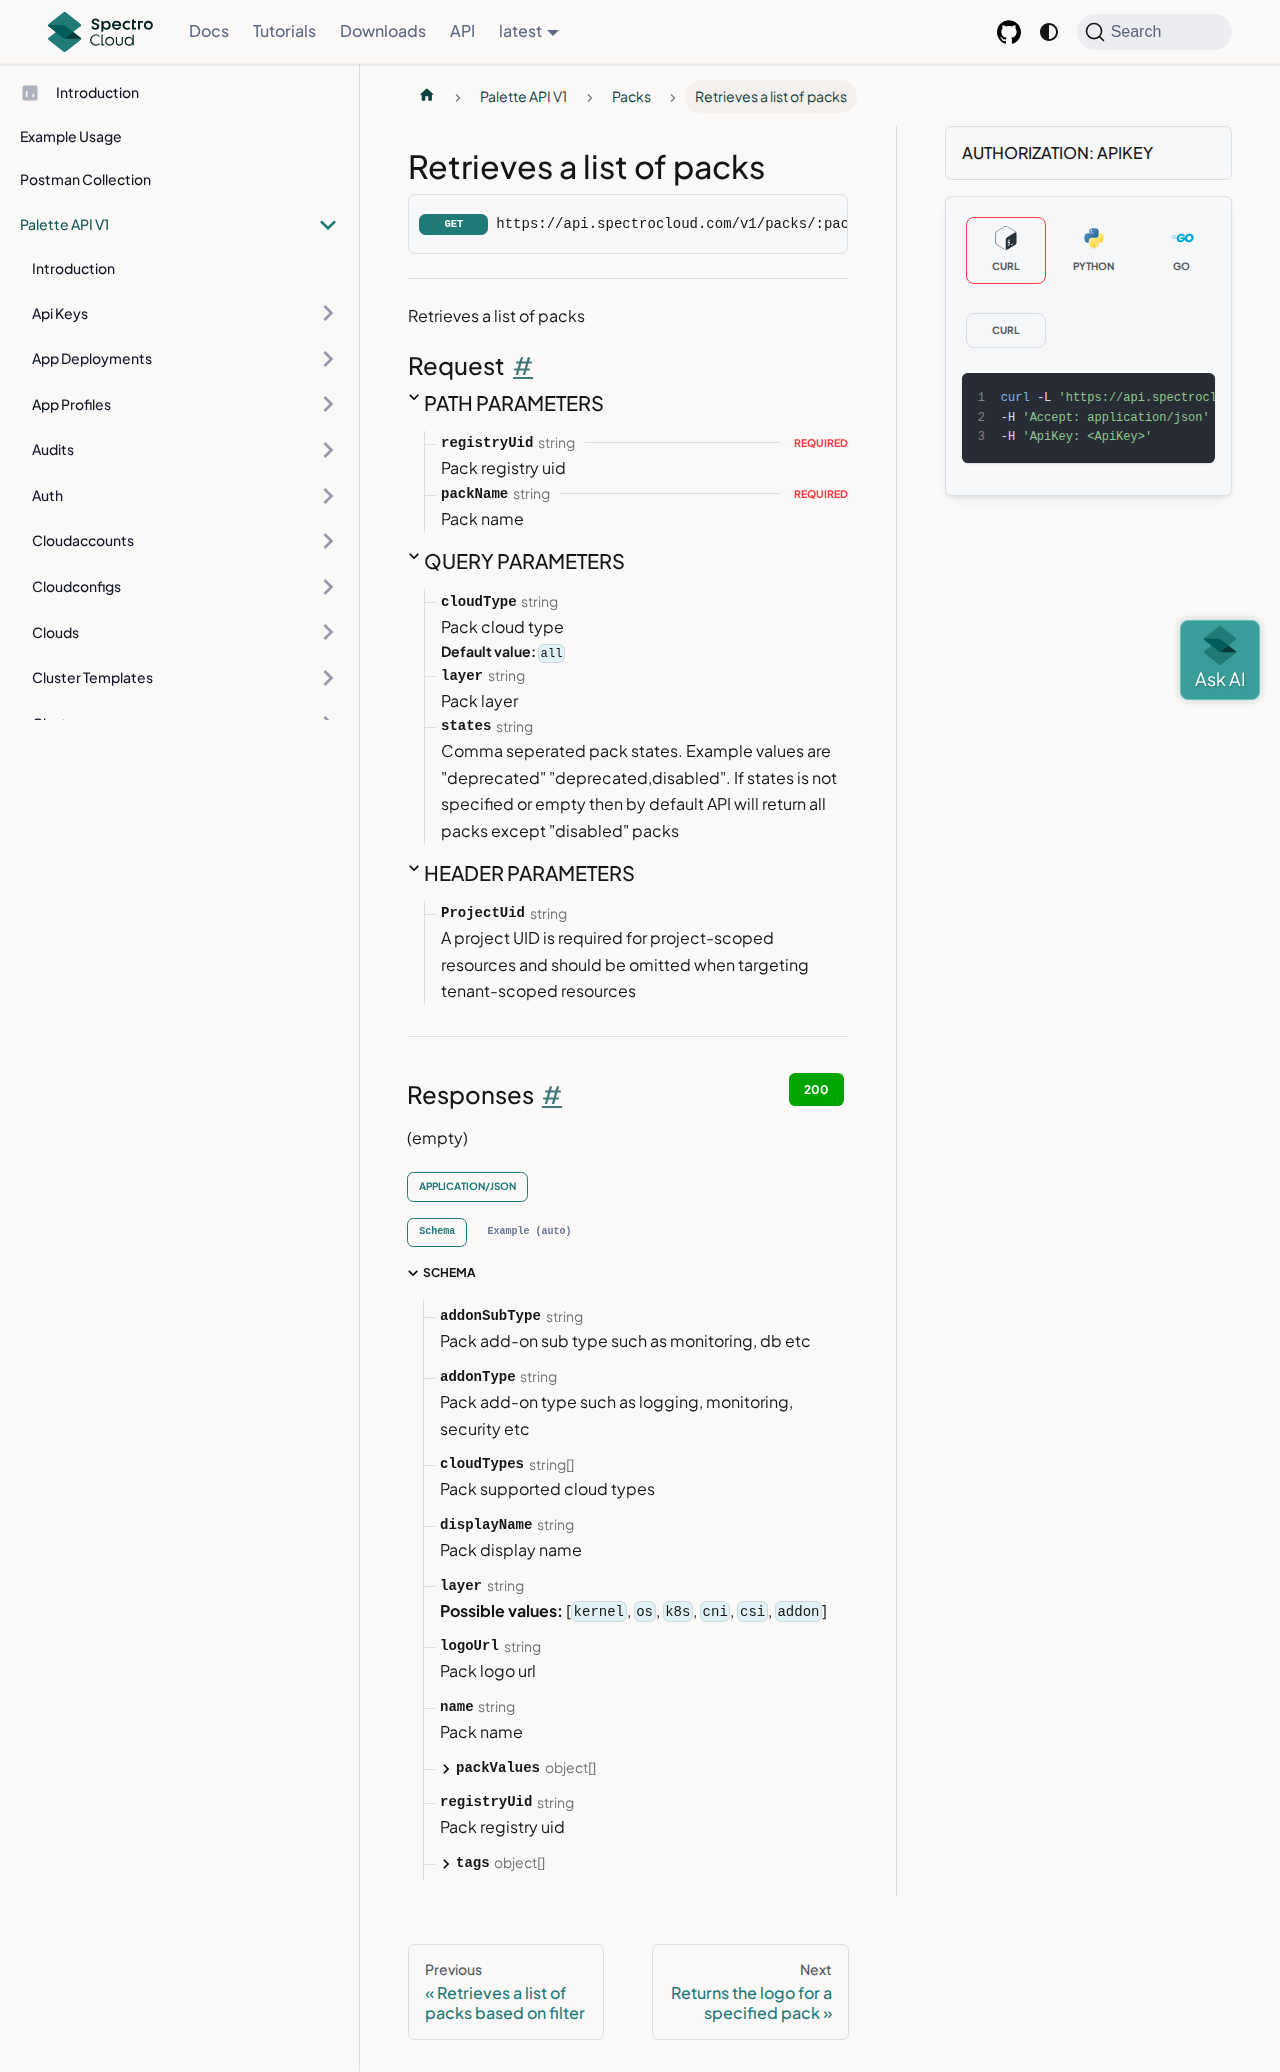 Spectro
Cloud
Docs
Tutorials
Downloads
API
latest
Search
Introduction
Example Usage
Postman Collection
Palette API V1
Introduction
Api Keys
App Deployments
App Profiles
Audits
Auth
Cloudaccounts
Cloudconfigs
Clouds
Cluster Templates
Palette API V1
Packs
Retrieves a list of packs
Retrieves a list of packs
GET https://api.spectrocloud.com/v1/packs/:pac
Retrieves a list of packs
Request #
PATH PARAMETERS
registryUid string REQUIRED
Pack registry uid
packName string REQUIRED
Pack name
QUERY PARAMETERS
cloudType string
Pack cloud type
Default value: all
layer string
Pack layer
states string
Comma seperated pack states. Example values are
"deprecated" "deprecated,disabled". If states is not
specified or empty then by default API will return all
packs except "disabled" packs
HEADER PARAMETERS
ProjectUid string
A project UID is required for project-scoped
resources and should be omitted when targeting
tenant-scoped resources
Responses #
200
(empty)
APPLICATION/JSON
Schema
Example (auto)
SCHEMA
addonSubType string
Pack add-on sub type such as monitoring, db etc
addonType string
Pack add-on type such as logging, monitoring,
security etc
cloudTypes string[]
Pack supported cloud types
displayName string
Pack display name
layer string
Possible values: [kernel, os, k8s, cni, csi, addon]
logoUrl string
Pack logo url
name string
Pack name
packValues object[]
registryUid string
Pack registry uid
tags object[]
Previous
« Retrieves a list of
packs based on filter
Next
Returns the logo for a
specified pack »
AUTHORIZATION: APIKEY
CURL
PYTHON
GO
CURL
1 curl -L 'https://api.spectrocl
2 -H 'Accept: application/json'
3 -H 'ApiKey: <ApiKey>'
Ask AI